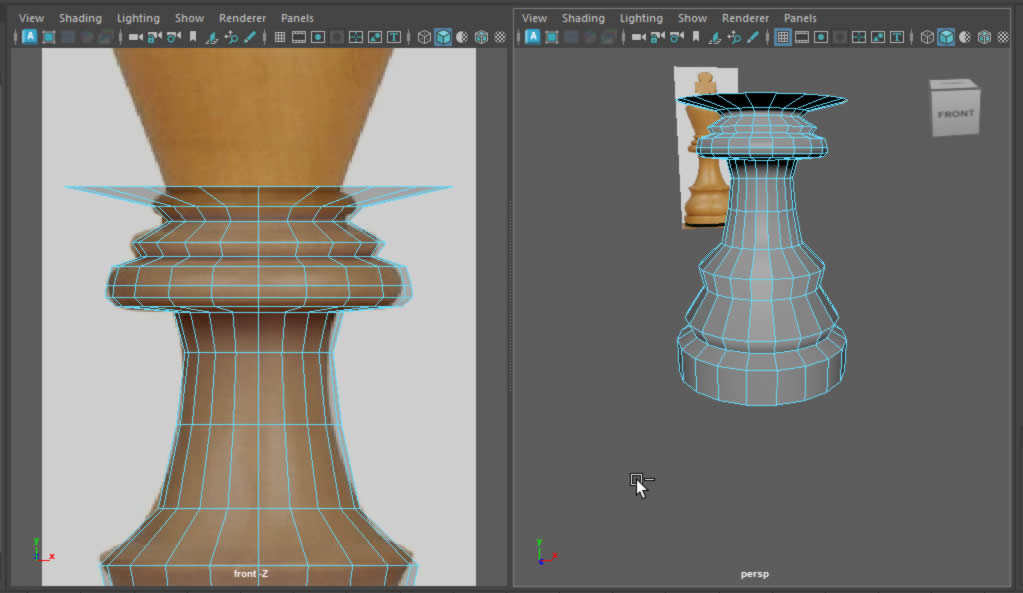 View Shading Lighting Show Renderer Panels
View Shading Lighting Show Renderer Panels
A T
A T
FRONT
y
x
front -Z
y
x
persp